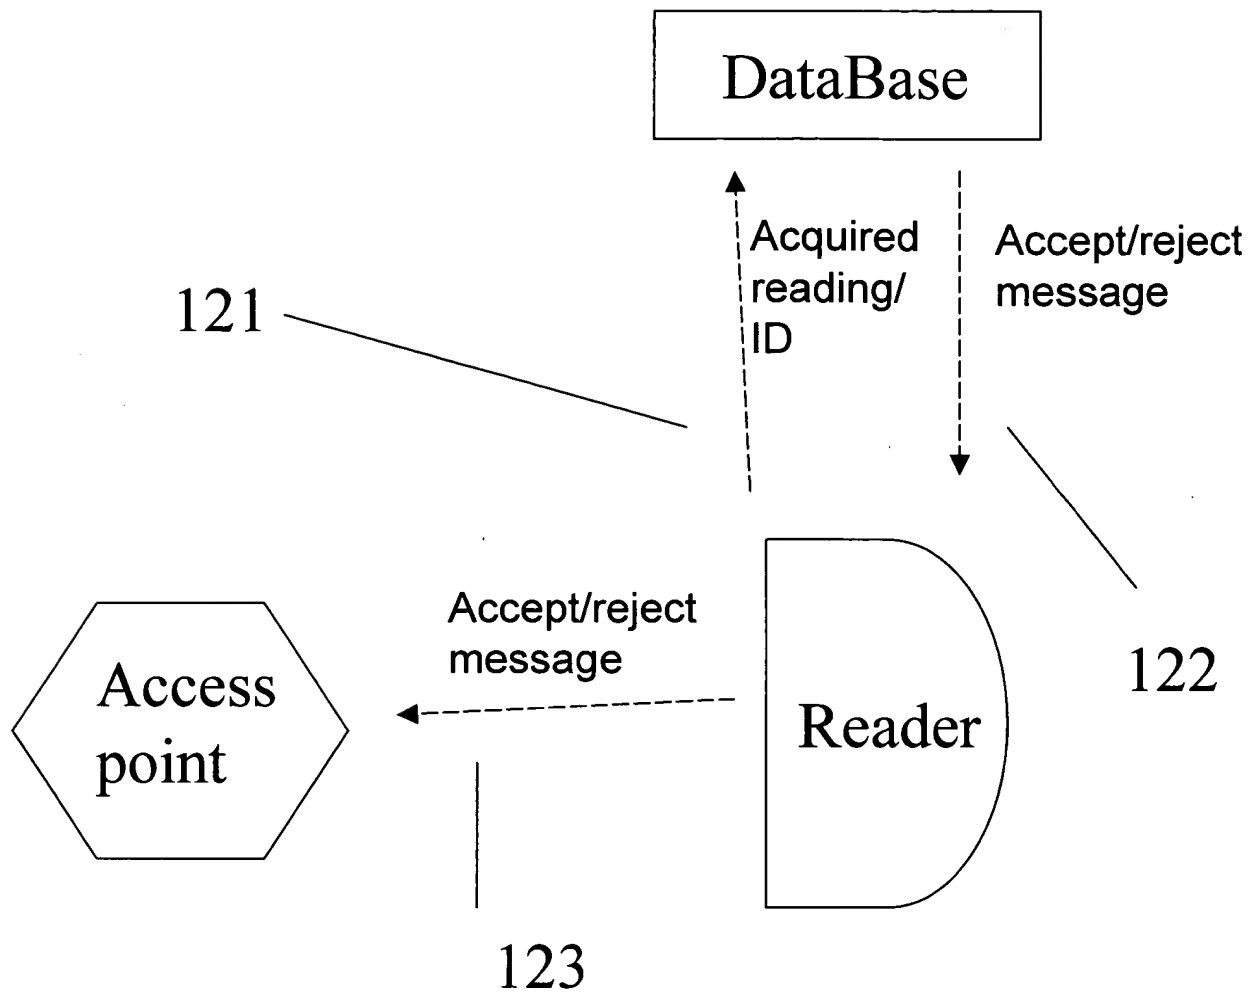 DataBase
Acquired
reading/
ID
Accept/reject
message
121
Accept/reject
message
122
Access
point
Reader
123